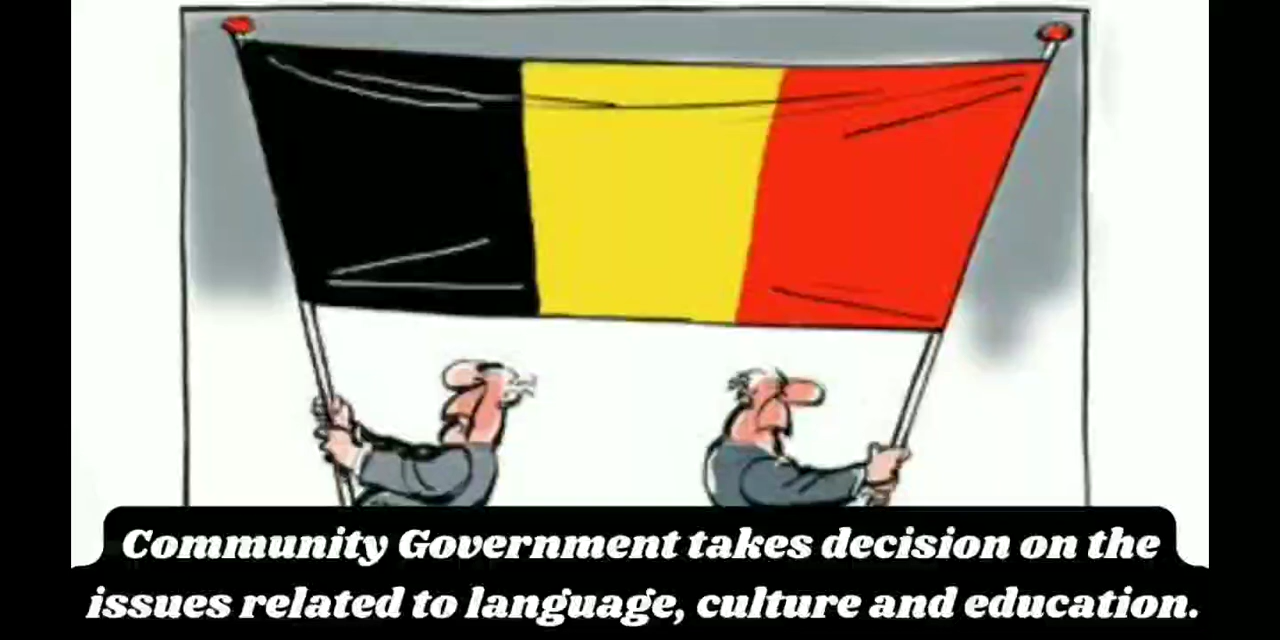 Community Government takes decision on the
issues related to language, culture and education.